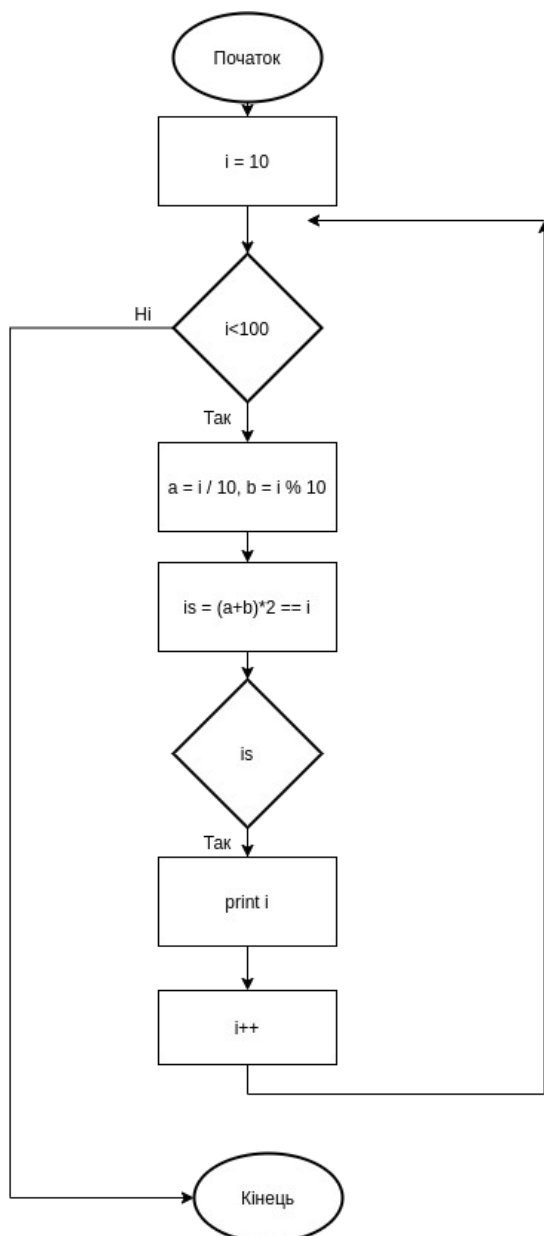 Початок
i = 10
Ні
i<100
Так
a = i / 10, b = i % 10
is = (a+b)*2 == i
is
Так
print i
i++
Кінець